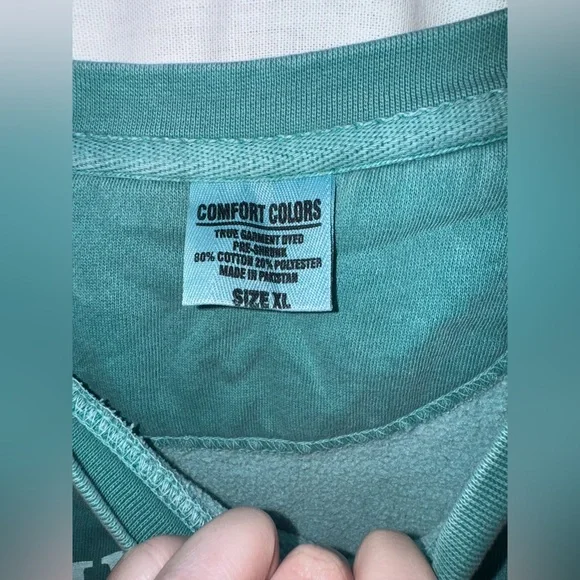 COMFORT COLORS
TRUE GARMENT DYED
PRE-SHRUNK
80% COTTON 20% POLYESTER
MADE IN PAKISTAN
SIZE XL